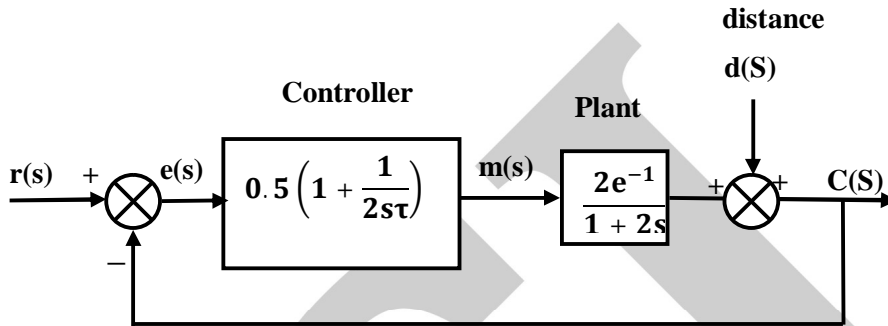 distance
d(S)
Controller
Plant
r(s) + e(s) 0.5(1 + 1/2sτ) m(s) 2e⁻¹/1 + 2s + + C(S)
−